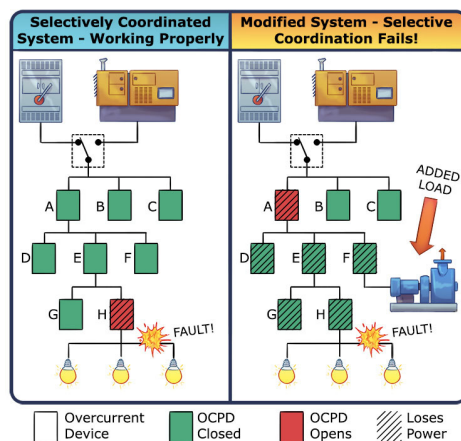 Selectively Coordinated
System - Working Properly
Modified System - Selective
Coordination Fails!
A
B
C
D
E
F
G
H
FAULT!
A
B
C
D
E
F
G
H
FAULT!
ADDED
LOAD
Overcurrent
Device
OCPD
Closed
OCPD
Opens
Loses
Power